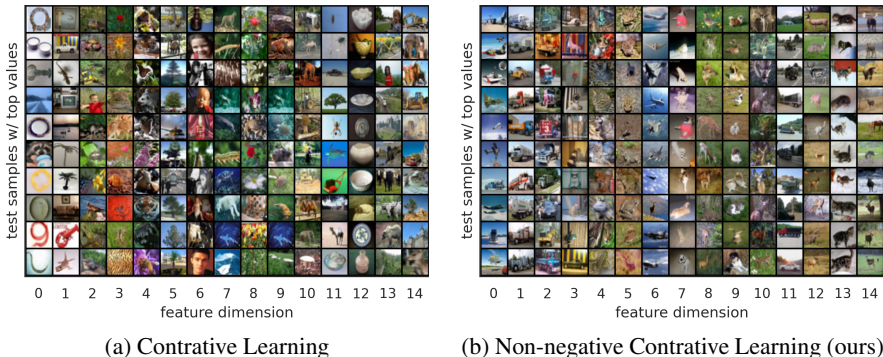 test samples w/ top values
0 1 2 3 4 5 6 7 8 9 10 11 12 13 14
feature dimension
(a) Contrative Learning
test samples w/ top values
0 1 2 3 4 5 6 7 8 9 10 11 12 13 14
feature dimension
(b) Non-negative Contrative Learning (ours)